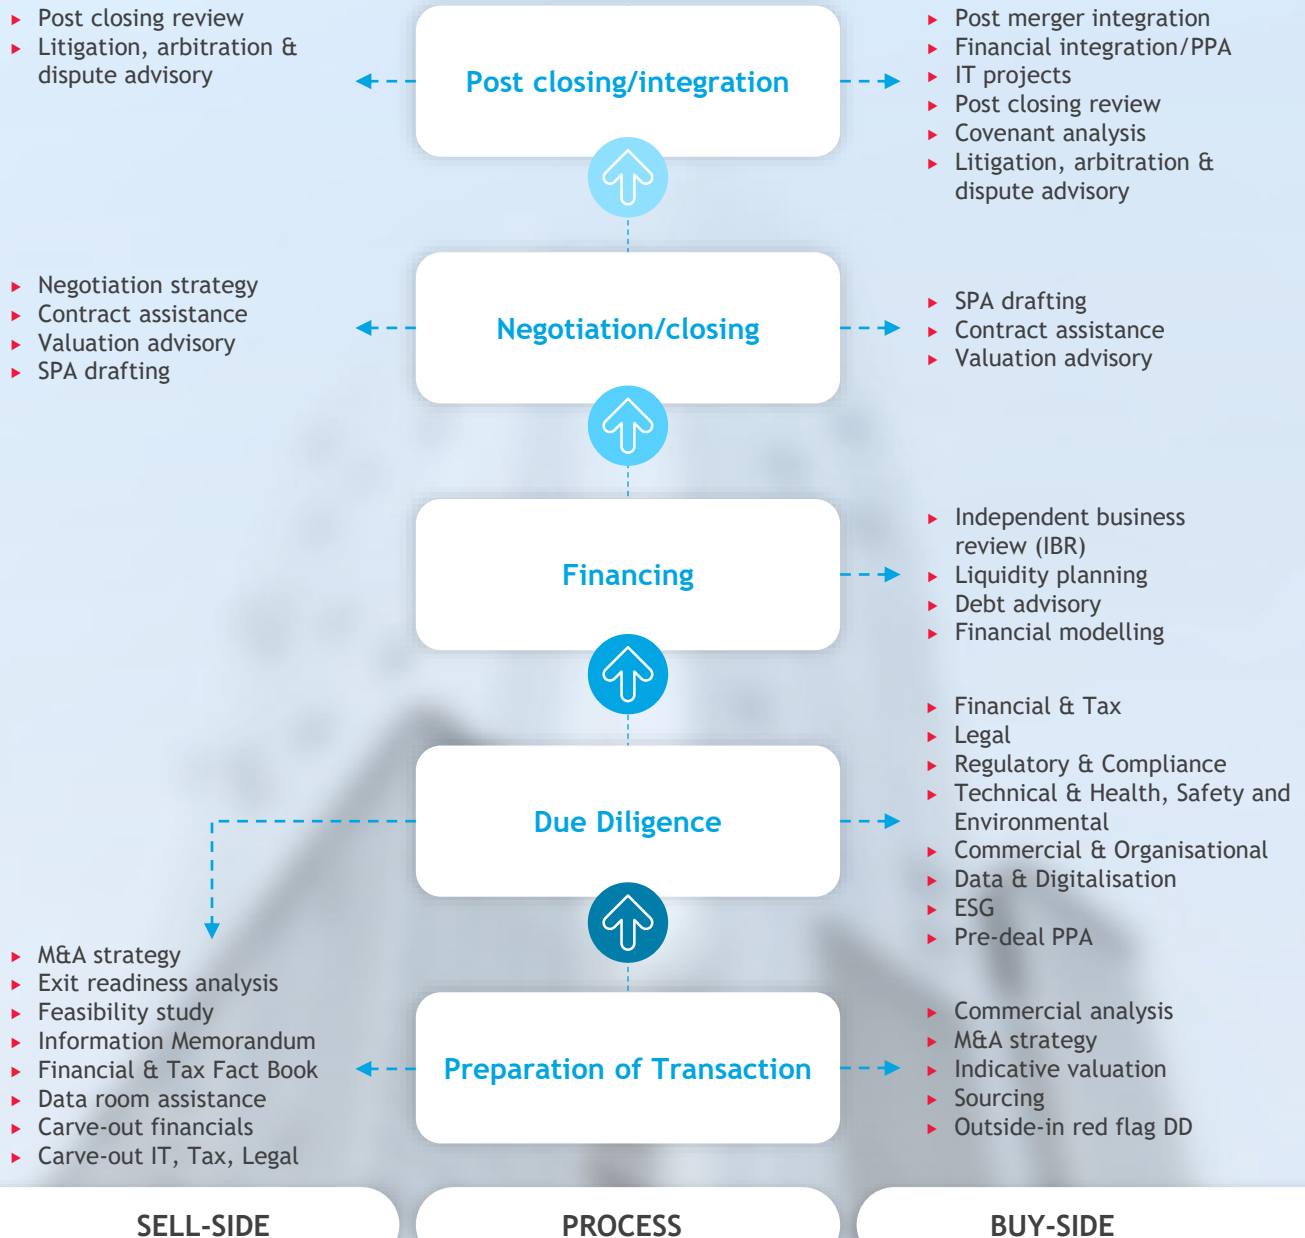 Post closing review
Litigation, arbitration &
dispute advisory
Post closing/integration
Post merger integration
Financial integration/PPA
IT projects
Post closing review
Covenant analysis
Litigation, arbitration &
dispute advisory
Negotiation strategy
Contract assistance
Valuation advisory
SPA drafting
Negotiation/closing
SPA drafting
Contract assistance
Valuation advisory
Financing
Independent business
review (IBR)
Liquidity planning
Debt advisory
Financial modelling
Due Diligence
Financial & Tax
Legal
Regulatory & Compliance
Technical & Health, Safety and
Environmental
Commercial & Organisational
Data & Digitalisation
ESG
Pre-deal PPA
M&A strategy
Exit readiness analysis
Feasibility study
Information Memorandum
Financial & Tax Fact Book
Data room assistance
Carve-out financials
Carve-out IT, Tax, Legal
Preparation of Transaction
Commercial analysis
M&A strategy
Indicative valuation
Sourcing
Outside-in red flag DD
SELL-SIDE
PROCESS
BUY-SIDE